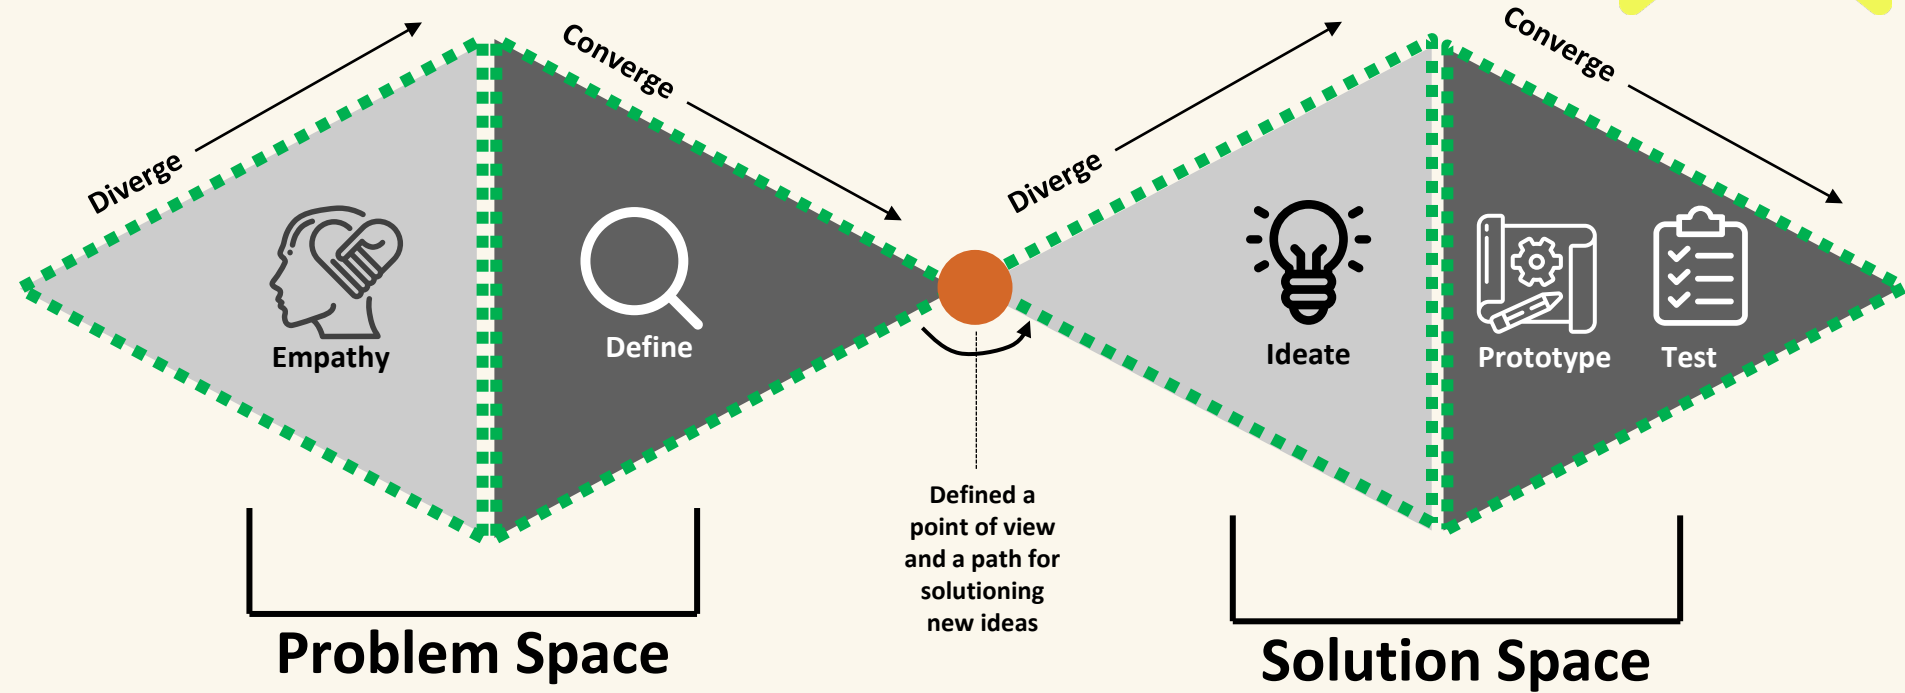 Diverge
Converge
Diverge
Converge
Empathy
Define
Ideate
Prototype
Test
Defined a
point of view
and a path for
solutioning
new ideas
Problem Space
Solution Space